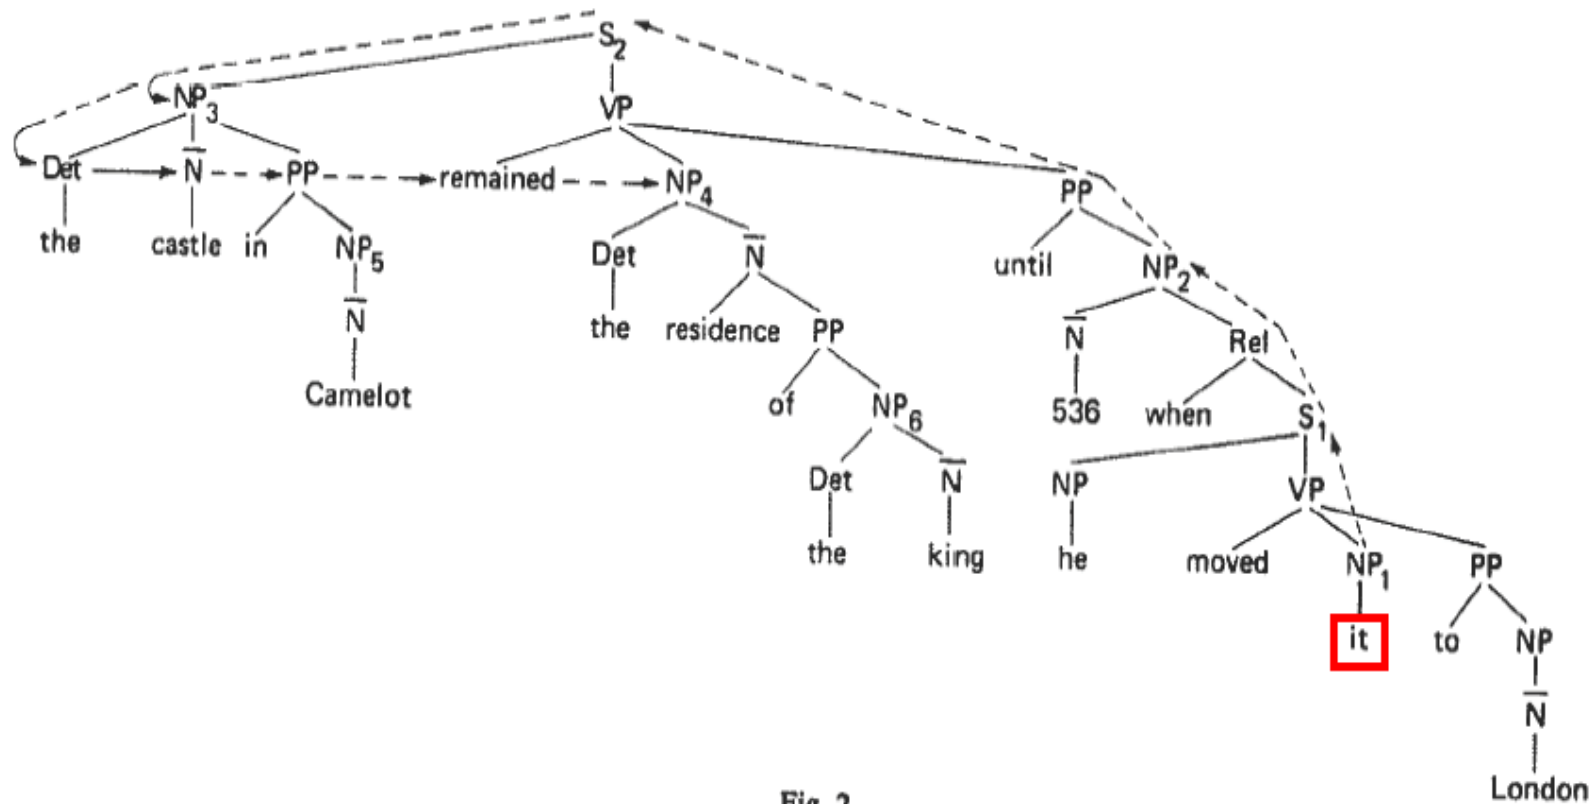 S2
NP3 VP
Det N̄ PP remained NP4 PP
the castle in NP5 Det N̄ until NP2
N̄ the residence PP N̄ Rel
Camelot of NP6 536 when S1
Det N̄ NP VP
the king he moved NP1 PP
it to NP
N̄
London
Fig. 2